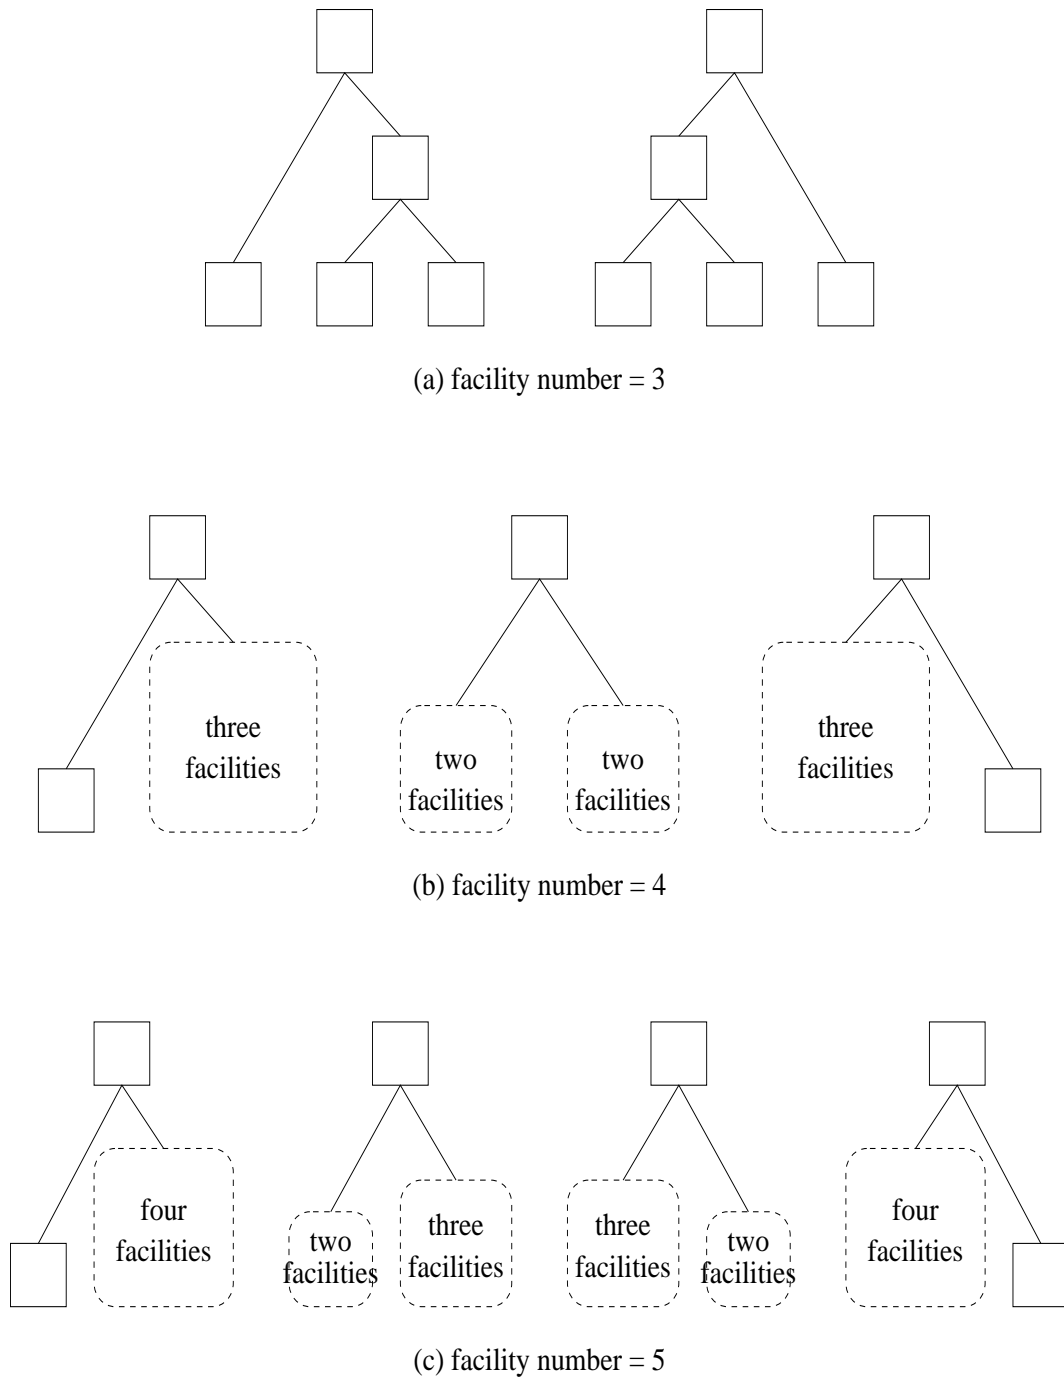 (a) facility number = 3
three
facilities
two
facilities
two
facilities
three
facilities
(b) facility number = 4
four
facilities
two
facilities
three
facilities
three
facilities
two
facilities
four
facilities
(c) facility number = 5